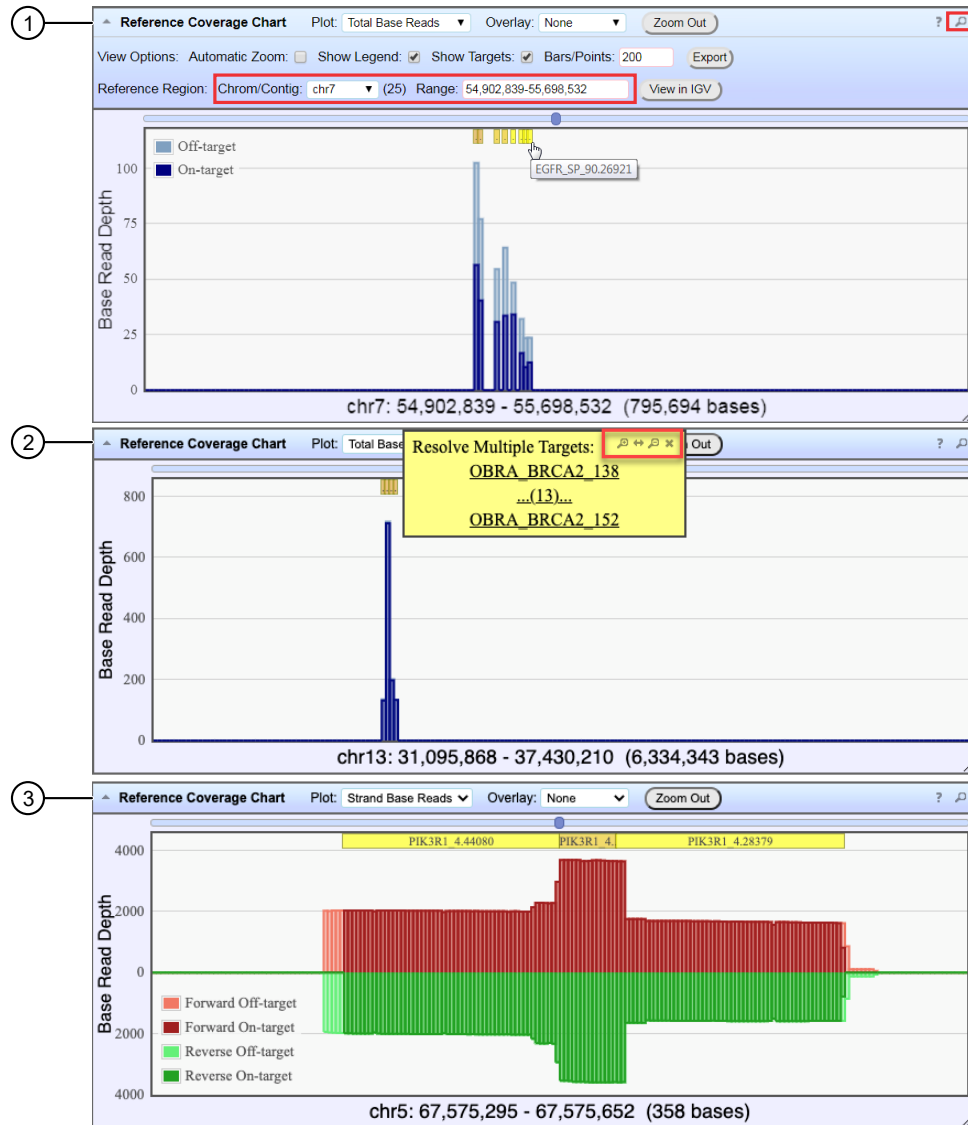 1
Reference Coverage Chart Plot: Total Base Reads Overlay: None Zoom Out ?
View Options: Automatic Zoom: Show Legend: Show Targets: Bars/Points: 200 Export
Reference Region: Chrom/Contig: chr7 (25) Range: 54,902,839-55,698,532 View in IGV
Off-target
On-target
EGFR_SP_90.26921
100
75
50
25
0
Base Read Depth
chr7: 54,902,839 - 55,698,532 (795,694 bases)
2
Reference Coverage Chart Plot: Total Base Out ?
Resolve Multiple Targets:
OBRA_BRCA2_138
...(13)...
OBRA_BRCA2_152
800
600
400
200
0
Base Read Depth
chr13: 31,095,868 - 37,430,210 (6,334,343 bases)
3
Reference Coverage Chart Plot: Strand Base Reads Overlay: None Zoom Out ?
PIK3R1_4.44080 PIK3R1_4. PIK3R1_4.28379
4000
2000
0
2000
4000
Base Read Depth
Forward Off-target
Forward On-target
Reverse Off-target
Reverse On-target
chr5: 67,575,295 - 67,575,652 (358 bases)